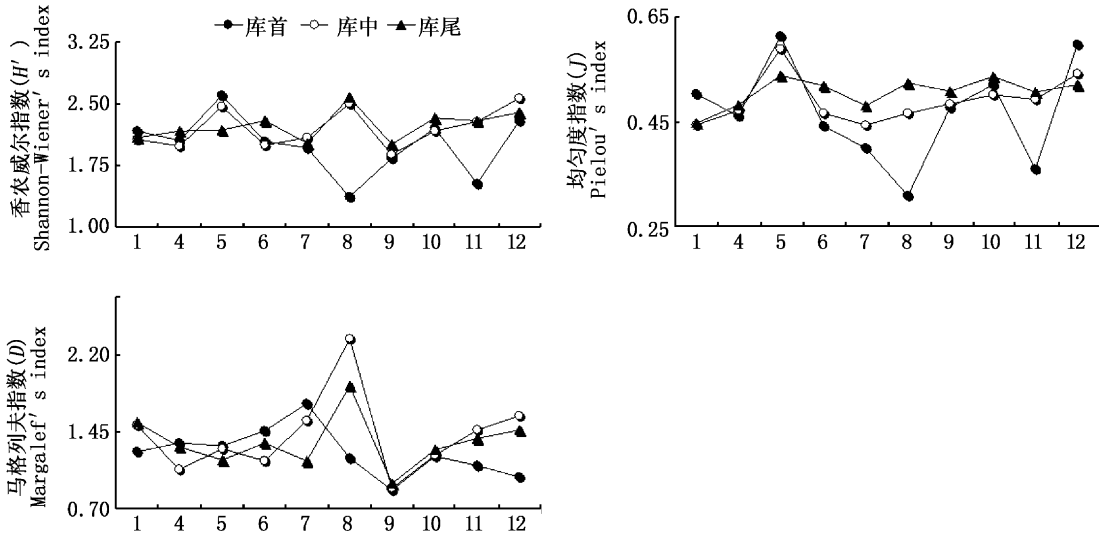 库首 库中 库尾
香农威尔指数(H')
Shannon-Wiener's index
3.25
2.50
1.75
1.00
1 4 5 6 7 8 9 10 11 12
均匀度指数(J)
Pielou's index
0.65
0.45
0.25
1 4 5 6 7 8 9 10 11 12
马格列夫指数(D)
Margalef's index
2.20
1.45
0.70
1 4 5 6 7 8 9 10 11 12